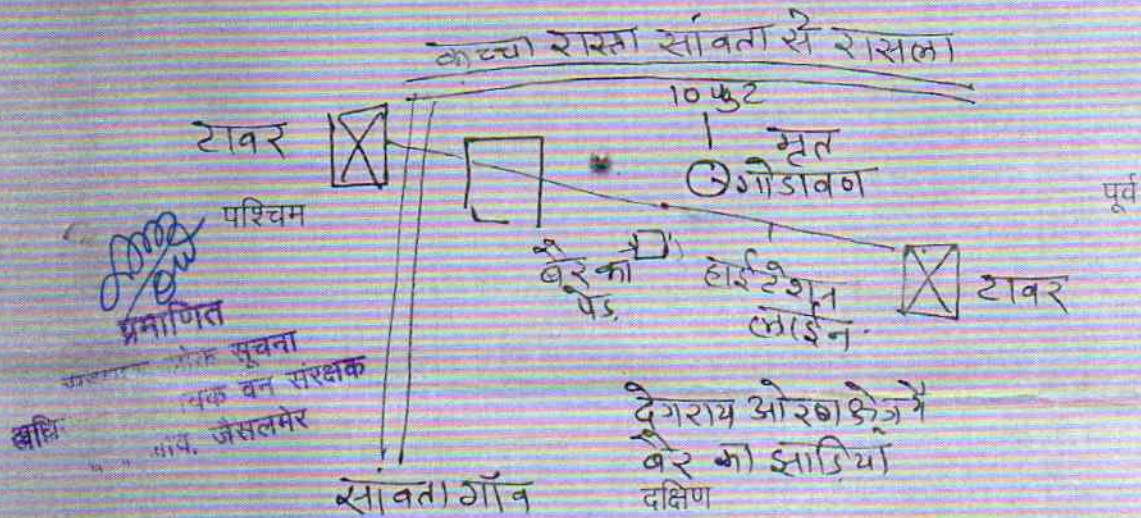 कच्चा रास्ता सांवता से रासला
10 फुट
टावर
मृत
गोडावण
पूर्व
पश्चिम
बेर का
पेड़
हाईटेशन
लाईन.
टावर
प्रमाणित
लोक सूचना
वन संरक्षक
जैसलमेर
देगराय ओरण क्षेत्र मै
बेर की झाडियाँ
सांवता गाँव
दक्षिण